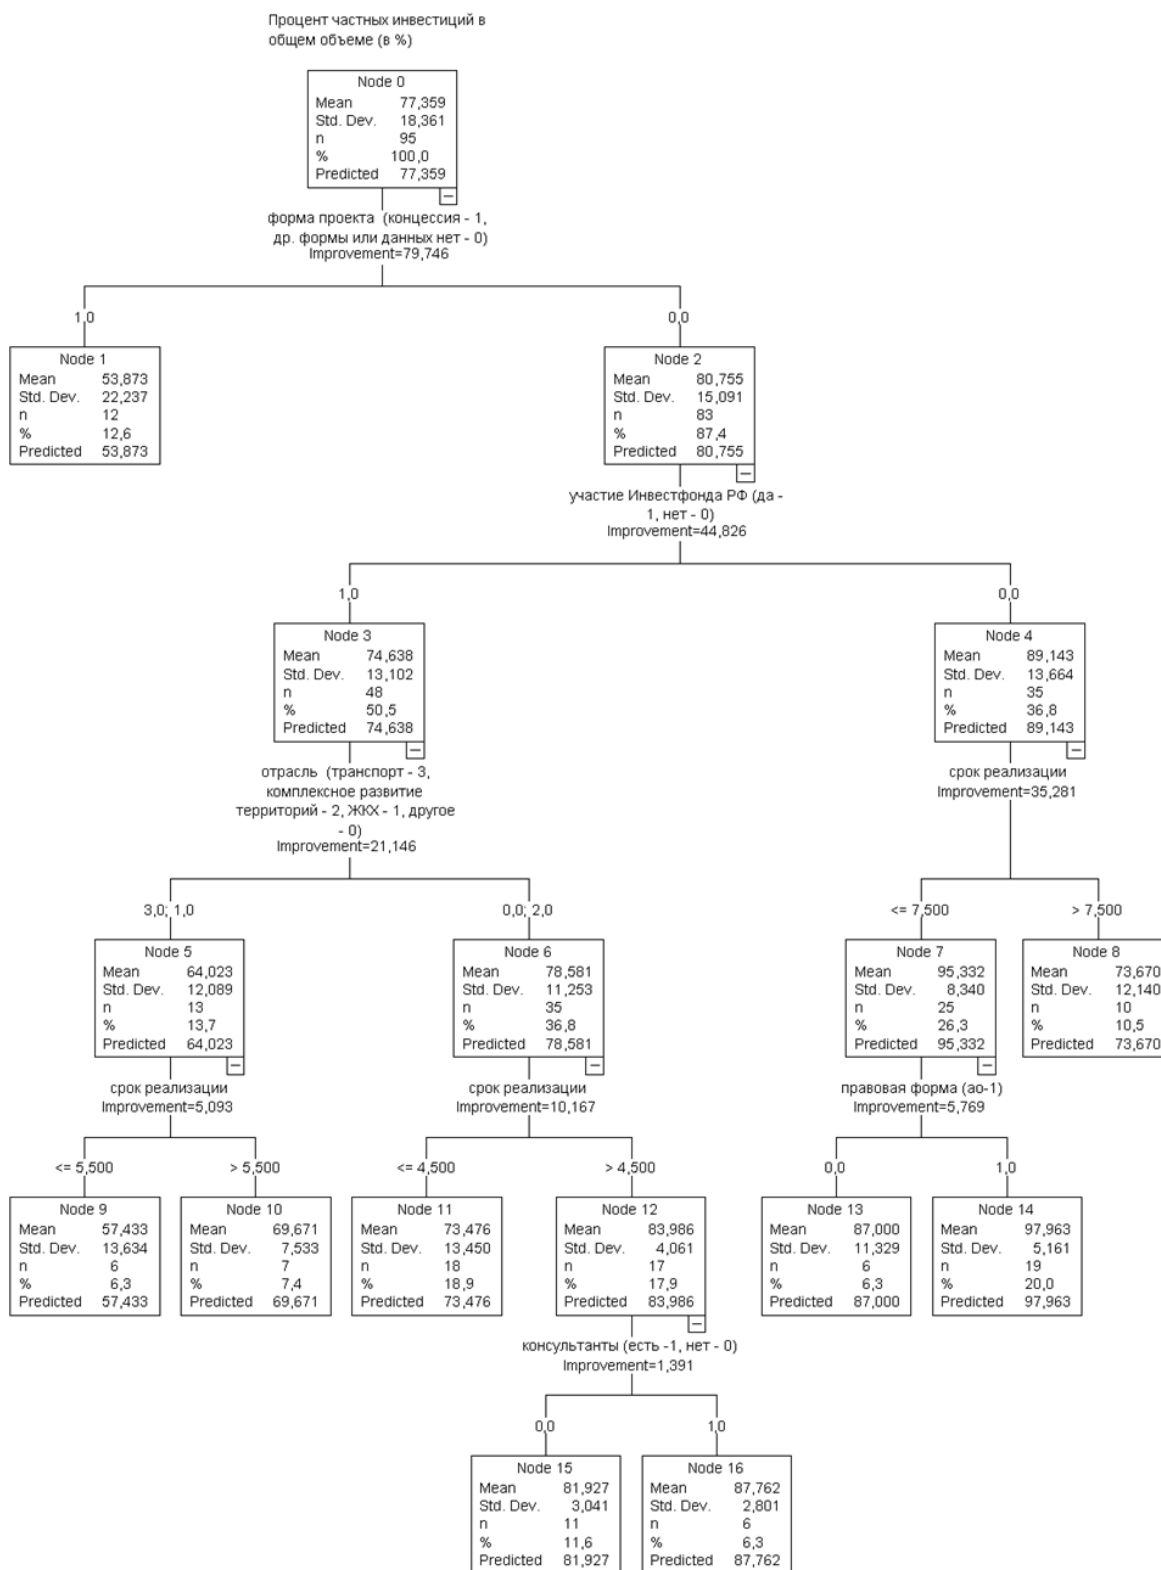 Процент частных инвестиций в
общем объеме (в %)
Node 0
Mean 77,359
Std. Dev. 18,361
n 95
% 100,0
Predicted 77,359
форма проекта (концессия - 1,
др. формы или данных нет - 0)
Improvement=79,746
1,0
0,0
Node 1
Mean 53,873
Std. Dev. 22,237
n 12
% 12,6
Predicted 53,873
Node 2
Mean 80,755
Std. Dev. 15,091
n 83
% 87,4
Predicted 80,755
участие Инвестфонда РФ (да -
1, нет - 0)
Improvement=44,826
1,0
0,0
Node 3
Mean 74,638
Std. Dev. 13,102
n 48
% 50,5
Predicted 74,638
Node 4
Mean 89,143
Std. Dev. 13,664
n 35
% 36,8
Predicted 89,143
отрасль (транспорт - 3,
комплексное развитие
территорий - 2, ЖКХ - 1, другое
- 0)
Improvement=21,146
срок реализации
Improvement=35,281
3,0; 1,0
0,0; 2,0
<= 7,500
> 7,500
Node 5
Mean 64,023
Std. Dev. 12,089
n 13
% 13,7
Predicted 64,023
Node 6
Mean 78,581
Std. Dev. 11,253
n 35
% 36,8
Predicted 78,581
Node 7
Mean 95,332
Std. Dev. 8,340
n 25
% 26,3
Predicted 95,332
Node 8
Mean 73,670
Std. Dev. 12,140
n 10
% 10,5
Predicted 73,670
срок реализации
Improvement=5,093
срок реализации
Improvement=10,167
правовая форма (ао-1)
Improvement=5,769
<= 5,500
> 5,500
<= 4,500
> 4,500
0,0
1,0
Node 9
Mean 57,433
Std. Dev. 13,634
n 6
% 6,3
Predicted 57,433
Node 10
Mean 69,671
Std. Dev. 7,533
n 7
% 7,4
Predicted 69,671
Node 11
Mean 73,476
Std. Dev. 13,450
n 18
% 18,9
Predicted 73,476
Node 12
Mean 83,986
Std. Dev. 4,061
n 17
% 17,9
Predicted 83,986
Node 13
Mean 87,000
Std. Dev. 11,329
n 6
% 6,3
Predicted 87,000
Node 14
Mean 97,963
Std. Dev. 5,161
n 19
% 20,0
Predicted 97,963
консультанты (есть -1, нет - 0)
Improvement=1,391
0,0
1,0
Node 15
Mean 81,927
Std. Dev. 3,041
n 11
% 11,6
Predicted 81,927
Node 16
Mean 87,762
Std. Dev. 2,801
n 6
% 6,3
Predicted 87,762